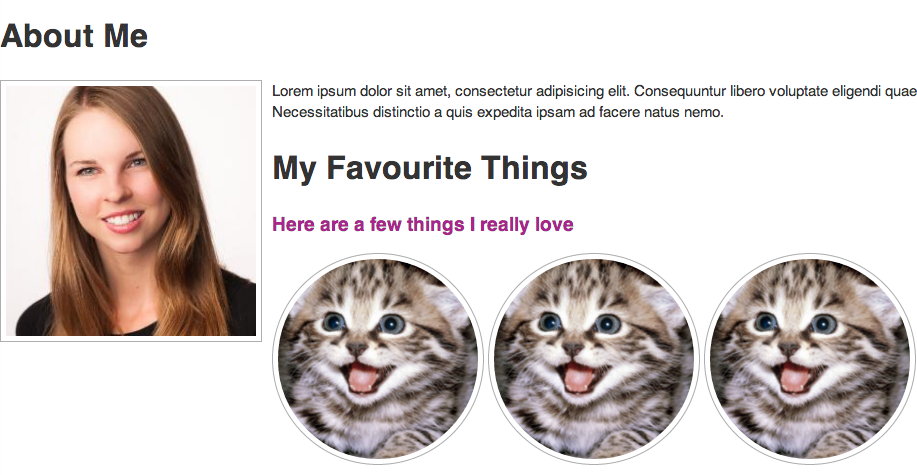 About Me
Lorem ipsum dolor sit amet, consectetur adipisicing elit. Consequuntur libero voluptate eligendi quae
Necessitatibus distinctio a quis expedita ipsam ad facere natus nemo.
My Favourite Things
Here are a few things I really love